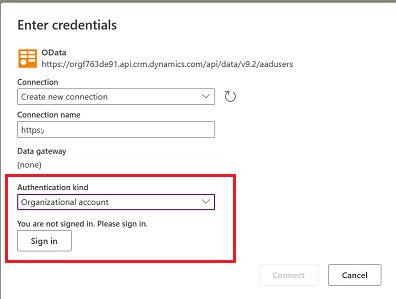 Enter credentials
OData
https://orgf763de91.api.crm.dynamics.com/api/data/v9.2/aadusers
Connection
Create new connection
Connection name
https:/
Data gateway
(none)
Authentication kind
Organizational account
You are not signed in. Please sign in.
Sign in
Connect Cancel